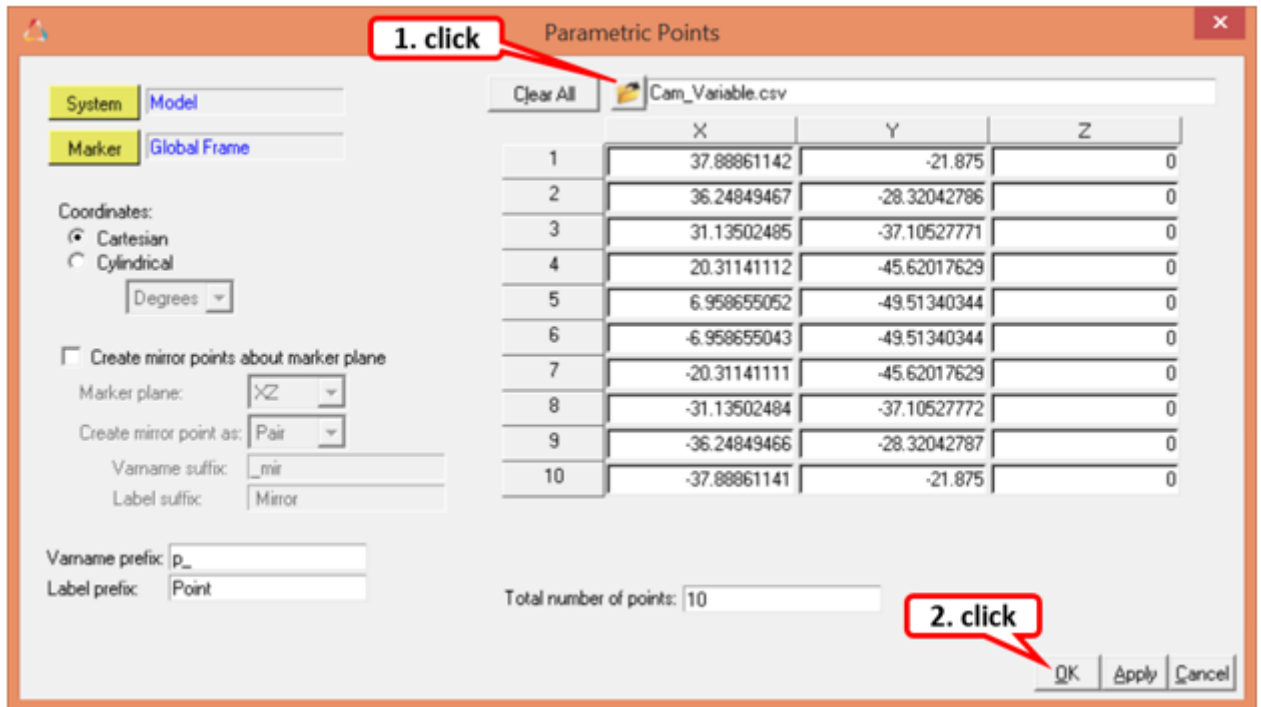 1. click
Parametric Points
System Model
Marker Global Frame
Coordinates:
Cartesian
Cylindrical
Degrees
Create mirror points about marker plane
Marker plane: XZ
Create mirror point as: Pair
Varname suffix: _mir
Label suffix: Mirror
Varname prefix: p_
Label prefix: Point
Clear All Cam_Variable.csv
X Y Z
1 37.88861142 -21.875 0
2 36.24849467 -28.32042786 0
3 31.13502485 -37.10527771 0
4 20.31141112 -45.62017629 0
5 6.958655052 -49.51340344 0
6 -6.958655043 -49.51340344 0
7 -20.31141111 -45.62017629 0
8 -31.13502484 -37.10527772 0
9 -36.24849466 -28.32042787 0
10 -37.88861141 -21.875 0
Total number of points: 10
2. click
OK Apply Cancel